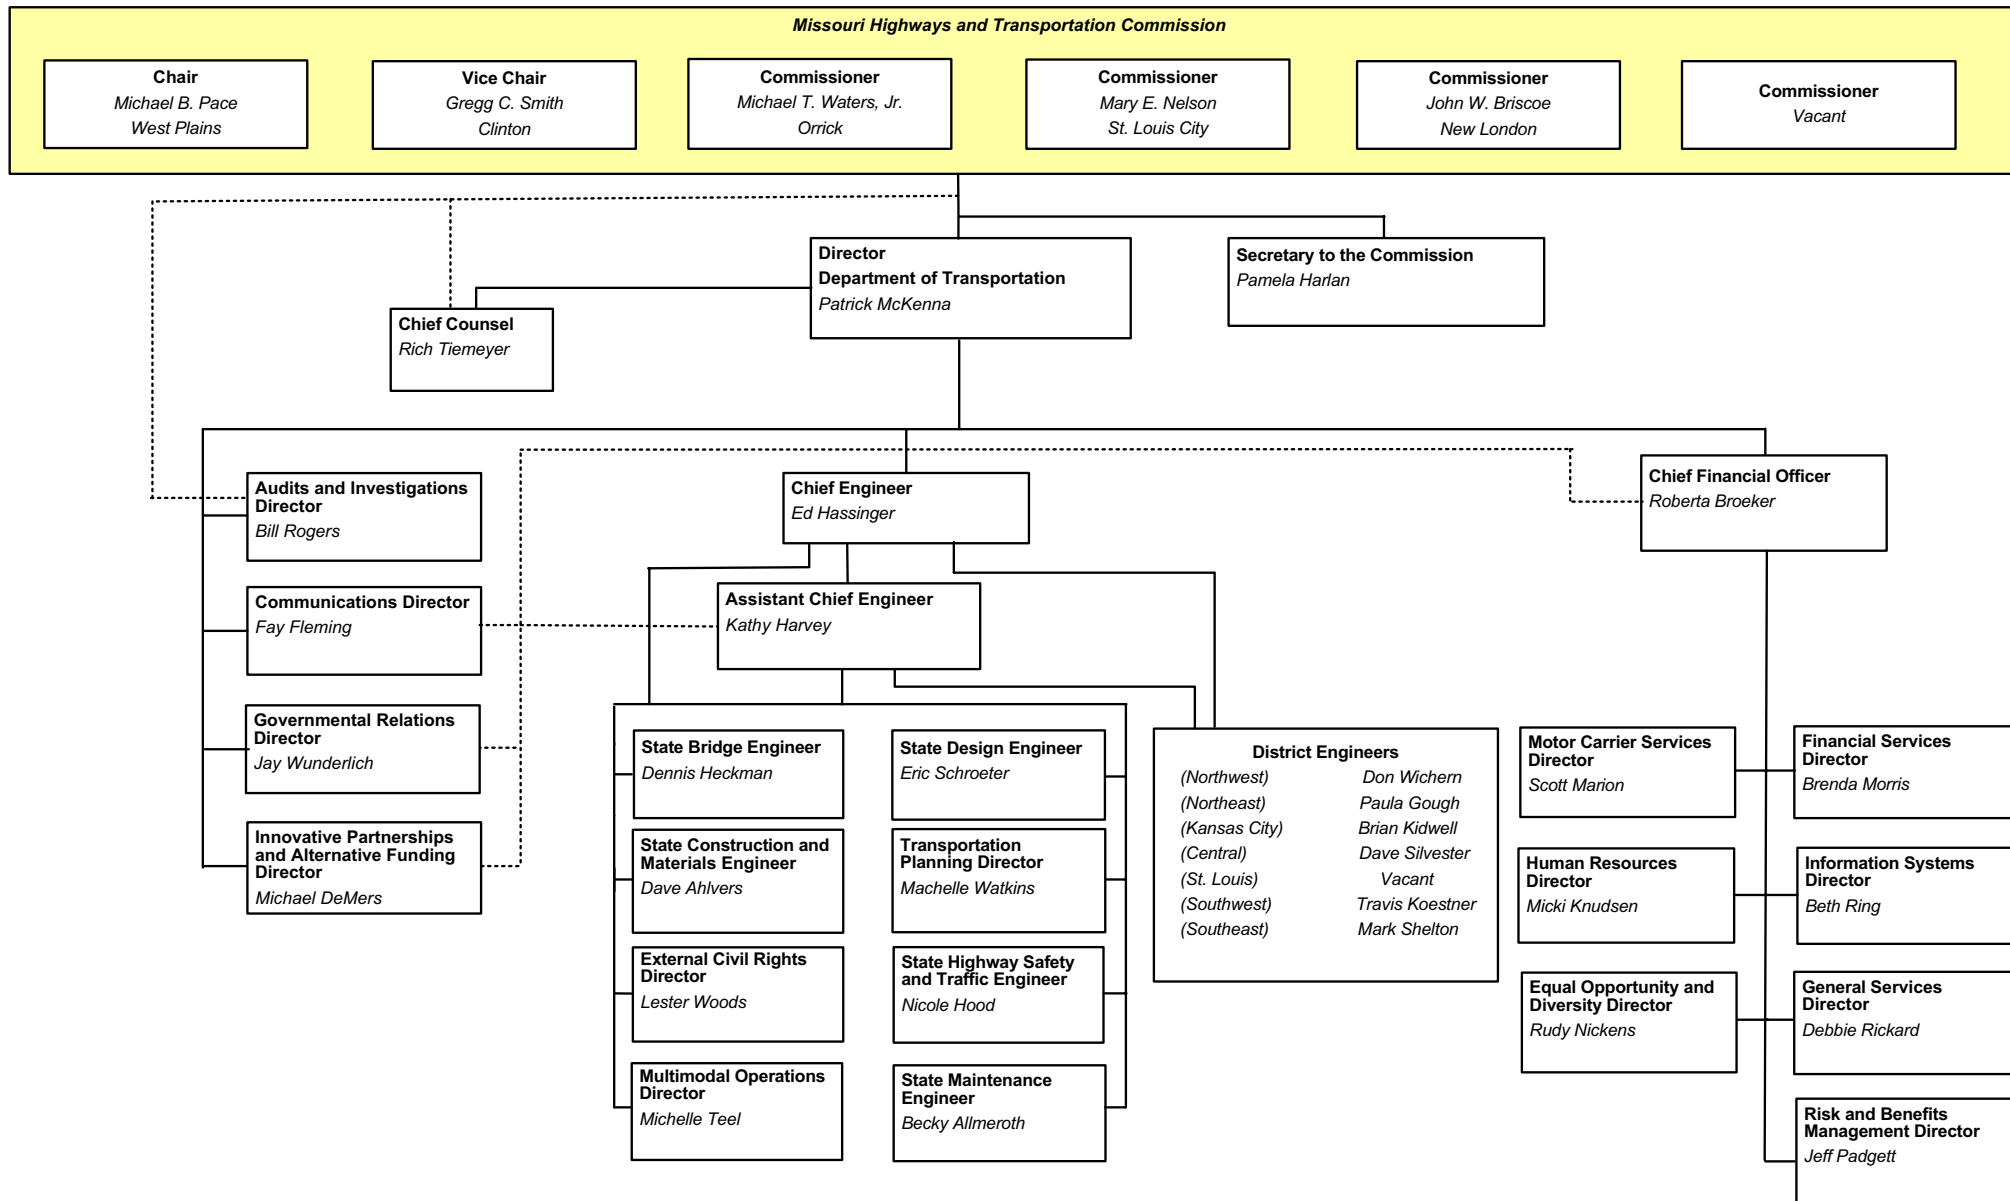 Missouri Highways and Transportation Commission
Chair
Michael B. Pace
West Plains
Vice Chair
Gregg C. Smith
Clinton
Commissioner
Michael T. Waters, Jr.
Orrick
Commissioner
Mary E. Nelson
St. Louis City
Commissioner
John W. Briscoe
New London
Commissioner
Vacant
Director
Department of Transportation
Patrick McKenna
Secretary to the Commission
Pamela Harlan
Chief Counsel
Rich Tiemeyer
Audits and Investigations
Director
Bill Rogers
Chief Engineer
Ed Hassinger
Chief Financial Officer
Roberta Broeker
Communications Director
Fay Fleming
Assistant Chief Engineer
Kathy Harvey
Governmental Relations
Director
Jay Wunderlich
Innovative Partnerships
and Alternative Funding
Director
Michael DeMers
State Bridge Engineer
Dennis Heckman
State Design Engineer
Eric Schroeter
State Construction and
Materials Engineer
Dave Ahlvers
Transportation
Planning Director
Machelle Watkins
External Civil Rights
Director
Lester Woods
State Highway Safety
and Traffic Engineer
Nicole Hood
Multimodal Operations
Director
Michelle Teel
State Maintenance
Engineer
Becky Allmeroth
District Engineers
(Northwest) Don Wichern
(Northeast) Paula Gough
(Kansas City) Brian Kidwell
(Central) Dave Silvester
(St. Louis) Vacant
(Southwest) Travis Koestner
(Southeast) Mark Shelton
Motor Carrier Services
Director
Scott Marion
Financial Services
Director
Brenda Morris
Human Resources
Director
Micki Knudsen
Information Systems
Director
Beth Ring
Equal Opportunity and
Diversity Director
Rudy Nickens
General Services
Director
Debbie Rickard
Risk and Benefits
Management Director
Jeff Padgett